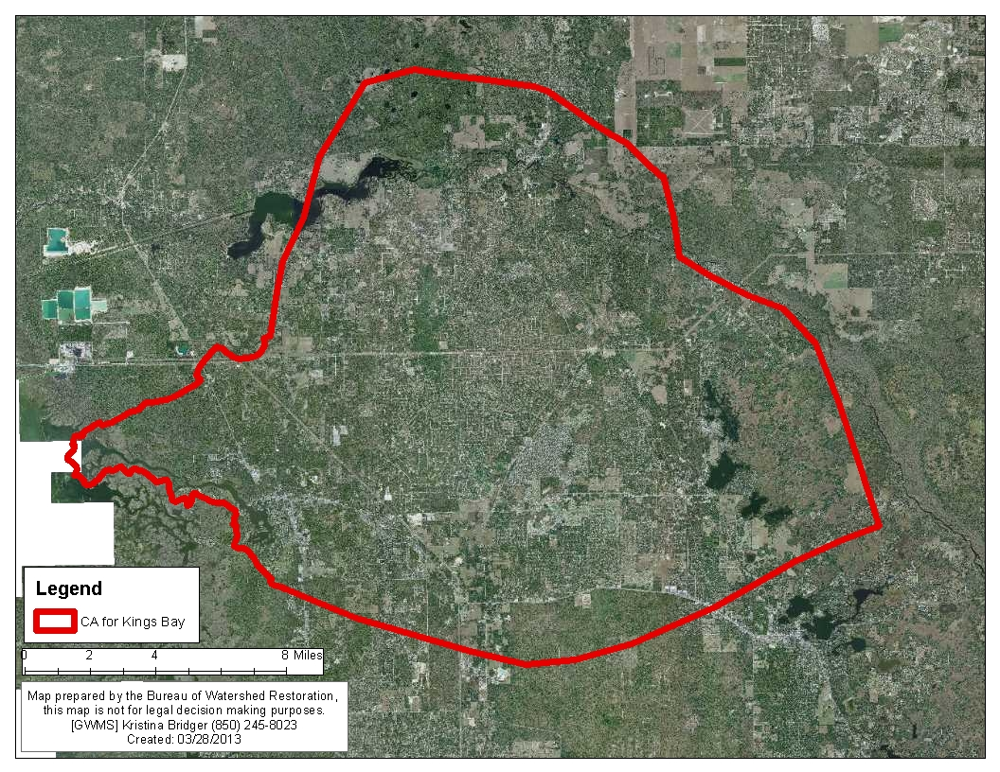 Legend
CA for Kings Bay
0 2 4 8 Miles
Map prepared by the Bureau of Watershed Restoration,
this map is not for legal decision making purposes.
[GWMS] Kristina Bridger (850) 245-8023
Created: 03/28/2013